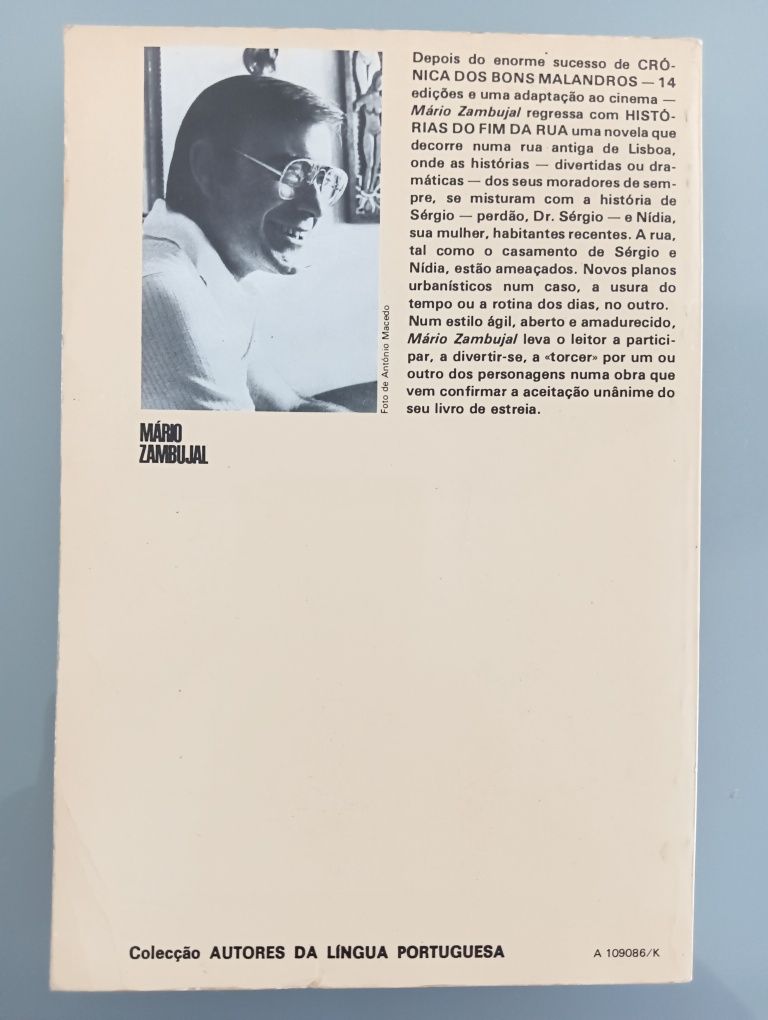 Depois do enorme sucesso de CRÓ-
NICA DOS BONS MALANDROS — 14
edições e uma adaptação ao cinema —
Mário Zambujal regressa com HISTÓ-
RIAS DO FIM DA RUA uma novela que
decorre numa rua antiga de Lisboa,
onde as histórias — divertidas ou dra-
máticas — dos seus moradores de sem-
pre, se misturam com a história de
Sérgio — perdão, Dr. Sérgio — e Nídia,
sua mulher, habitantes recentes. A rua,
tal como o casamento de Sérgio e
Nídia, estão ameaçados. Novos planos
urbanísticos num caso, a usura do
tempo ou a rotina dos dias, no outro.
Num estilo ágil, aberto e amadurecido,
Mário Zambujal leva o leitor a partici-
par, a divertir-se, a «torcer» por um ou
outro dos personagens numa obra que
vem confirmar a aceitação unânime do
seu livro de estreia.
Foto de António Macedo
MÁRIO
ZAMBUJAL
Colecção AUTORES DA LÍNGUA PORTUGUESA
A 109086/K